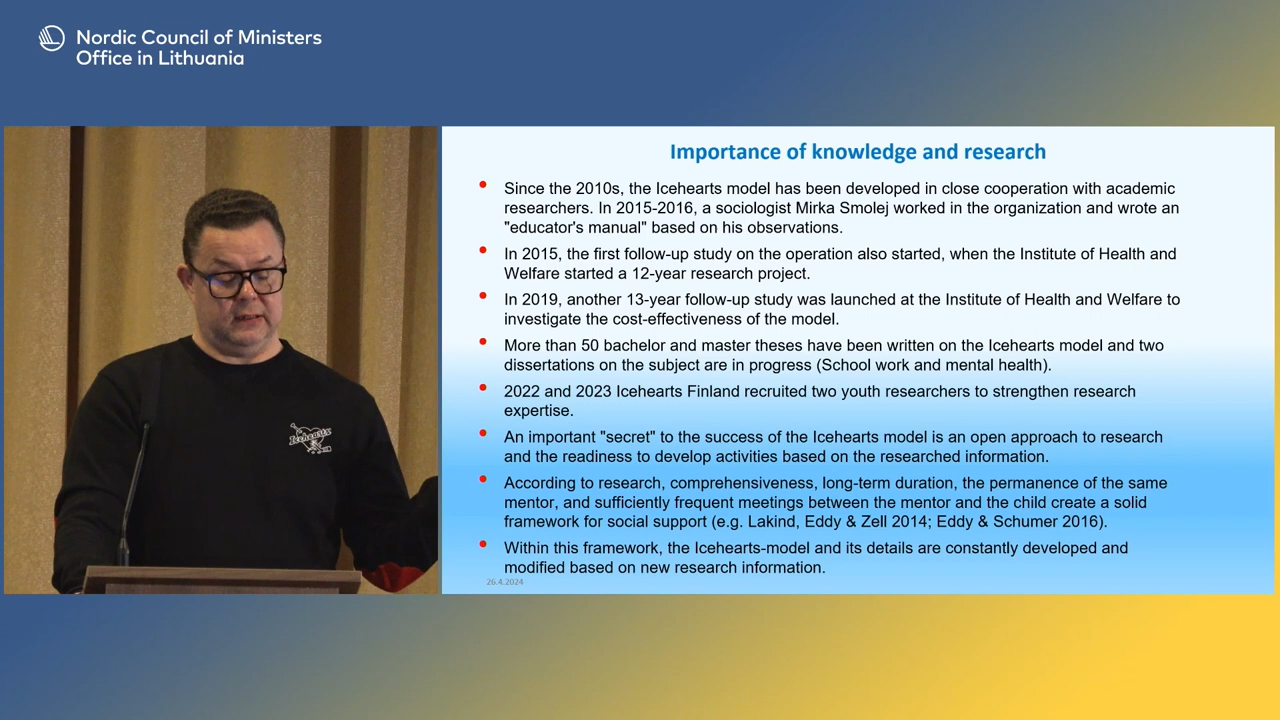 Nordic Council of Ministers
Office in Lithuania
Icehearts
Importance of knowledge and research
Since the 2010s, the Icehearts model has been developed in close cooperation with academic
researchers. In 2015-2016, a sociologist Mirka Smolej worked in the organization and wrote an
"educator's manual" based on his observations.
In 2015, the first follow-up study on the operation also started, when the Institute of Health and
Welfare started a 12-year research project.
In 2019, another 13-year follow-up study was launched at the Institute of Health and Welfare to
investigate the cost-effectiveness of the model.
More than 50 bachelor and master theses have been written on the Icehearts model and two
dissertations on the subject are in progress (School work and mental health).
2022 and 2023 Icehearts Finland recruited two youth researchers to strengthen research
expertise.
An important "secret" to the success of the Icehearts model is an open approach to research
and the readiness to develop activities based on the researched information.
According to research, comprehensiveness, long-term duration, the permanence of the same
mentor, and sufficiently frequent meetings between the mentor and the child create a solid
framework for social support (e.g. Lakind, Eddy & Zell 2014; Eddy & Schumer 2016).
Within this framework, the Icehearts-model and its details are constantly developed and
modified based on new research information.
26.4.2024